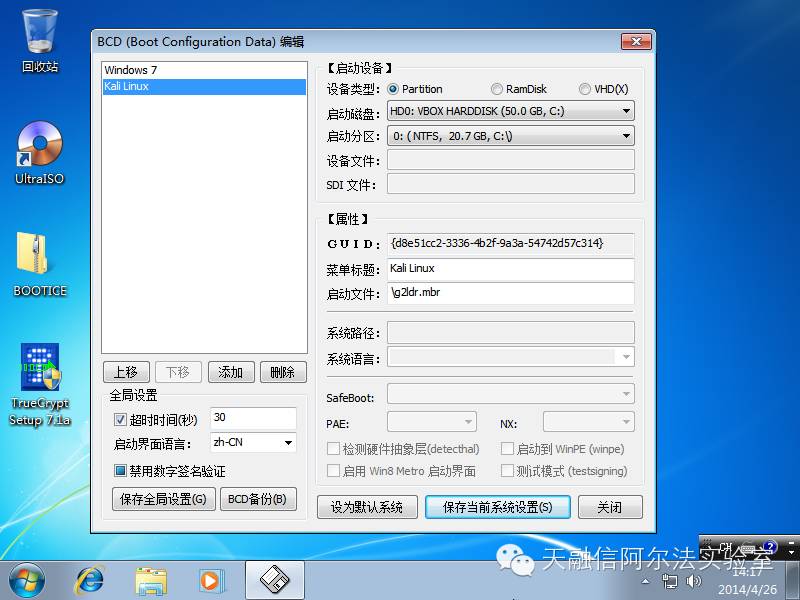 回收站
UltraISO
BOOTICE
TrueCrypt
Setup 7.1a
BCD (Boot Configuration Data) 编辑
Windows 7
Kali Linux
上移
下移
添加
删除
全局设置
超时时间(秒)
30
启动界面语言：
zh-CN
禁用数字签名验证
保存全局设置(G)
BCD备份(B)
【启动设备】
设备类型：
Partition
RamDisk
VHD(X)
启动磁盘：
HD0: VBOX HARDDISK (50.0 GB, C:)
启动分区：
0: ( NTFS, 20.7 GB, C:\)
设备文件：
SDI 文件：
【属性】
GUID：
{d8e51cc2-3336-4b2f-9a3a-54742d57c314}
菜单标题：
Kali Linux
启动文件：
\g2ldr.mbr
系统路径：
系统语言：
SafeBoot:
PAE:
NX:
检测硬件抽象层(detecthal)
启动到 WinPE (winpe)
启用 Win8 Metro 启动界面
测试模式 (testsigning)
设为默认系统
保存当前系统设置(S)
关闭
CH
天融信阿尔法实验室
14:17
2014/4/26